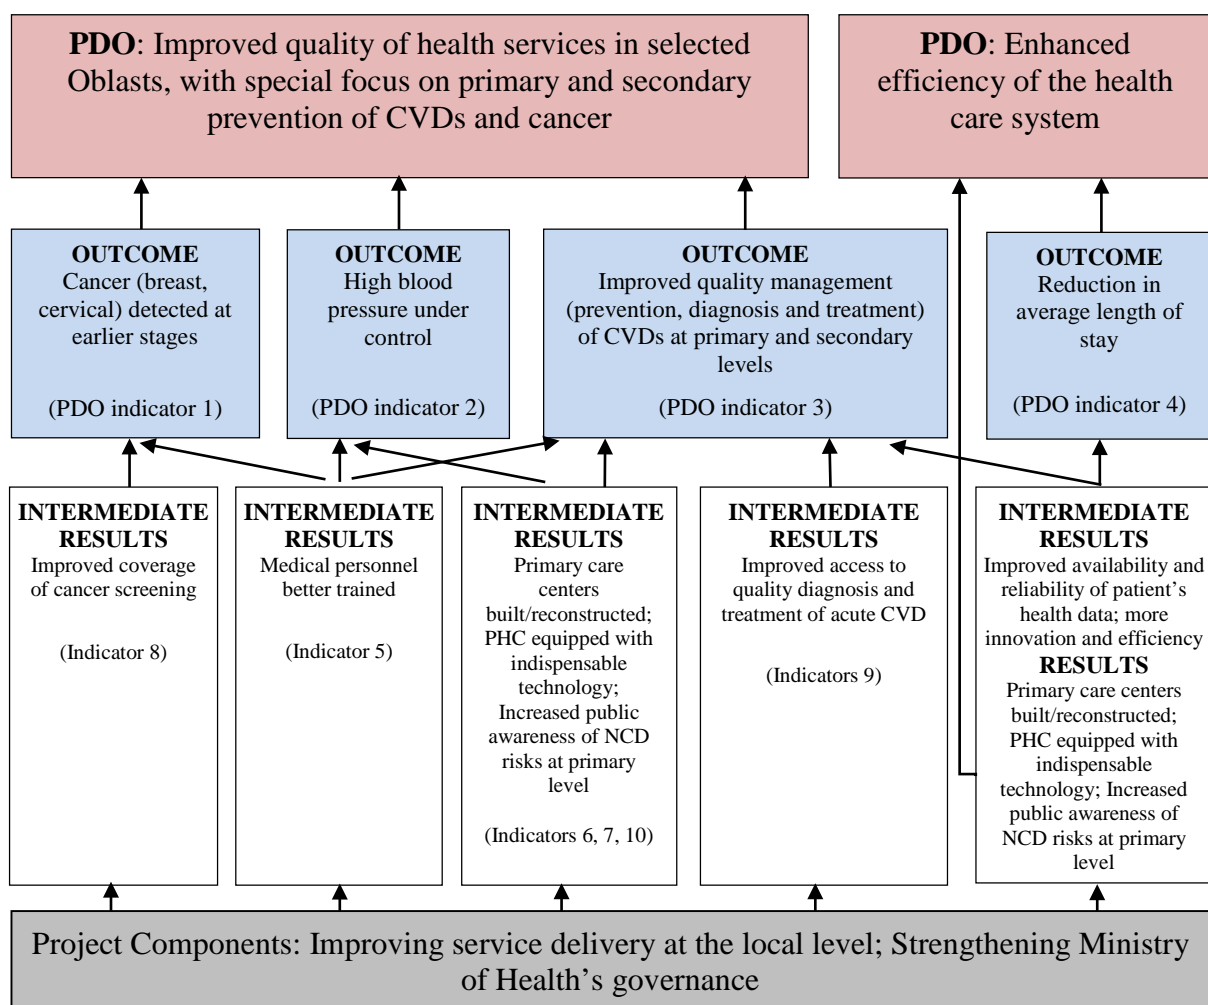 PDO: Improved quality of health services in selected
Oblasts, with special focus on primary and secondary
prevention of CVDs and cancer
PDO: Enhanced
efficiency of the health
care system
OUTCOME
Cancer (breast,
cervical) detected at
earlier stages
(PDO indicator 1)
OUTCOME
High blood
pressure under
control
(PDO indicator 2)
OUTCOME
Improved quality management
(prevention, diagnosis and treatment)
of CVDs at primary and secondary
levels
(PDO indicator 3)
OUTCOME
Reduction in
average length of
stay
(PDO indicator 4)
INTERMEDIATE
RESULTS
Improved coverage
of cancer screening
(Indicator 8)
INTERMEDIATE
RESULTS
Medical personnel
better trained
(Indicator 5)
INTERMEDIATE
RESULTS
Primary care
centers
built/reconstructed;
PHC equipped with
indispensable
technology;
Increased public
awareness of NCD
risks at primary
level
(Indicators 6, 7, 10)
INTERMEDIATE
RESULTS
Improved access to
quality diagnosis and
treatment of acute CVD
(Indicators 9)
INTERMEDIATE
RESULTS
Improved availability and
reliability of patient's
health data; more
innovation and efficiency
RESULTS
Primary care centers
built/reconstructed;
PHC equipped with
indispensable
technology; Increased
public awareness of
NCD risks at primary
level
Project Components: Improving service delivery at the local level; Strengthening Ministry
of Health's governance